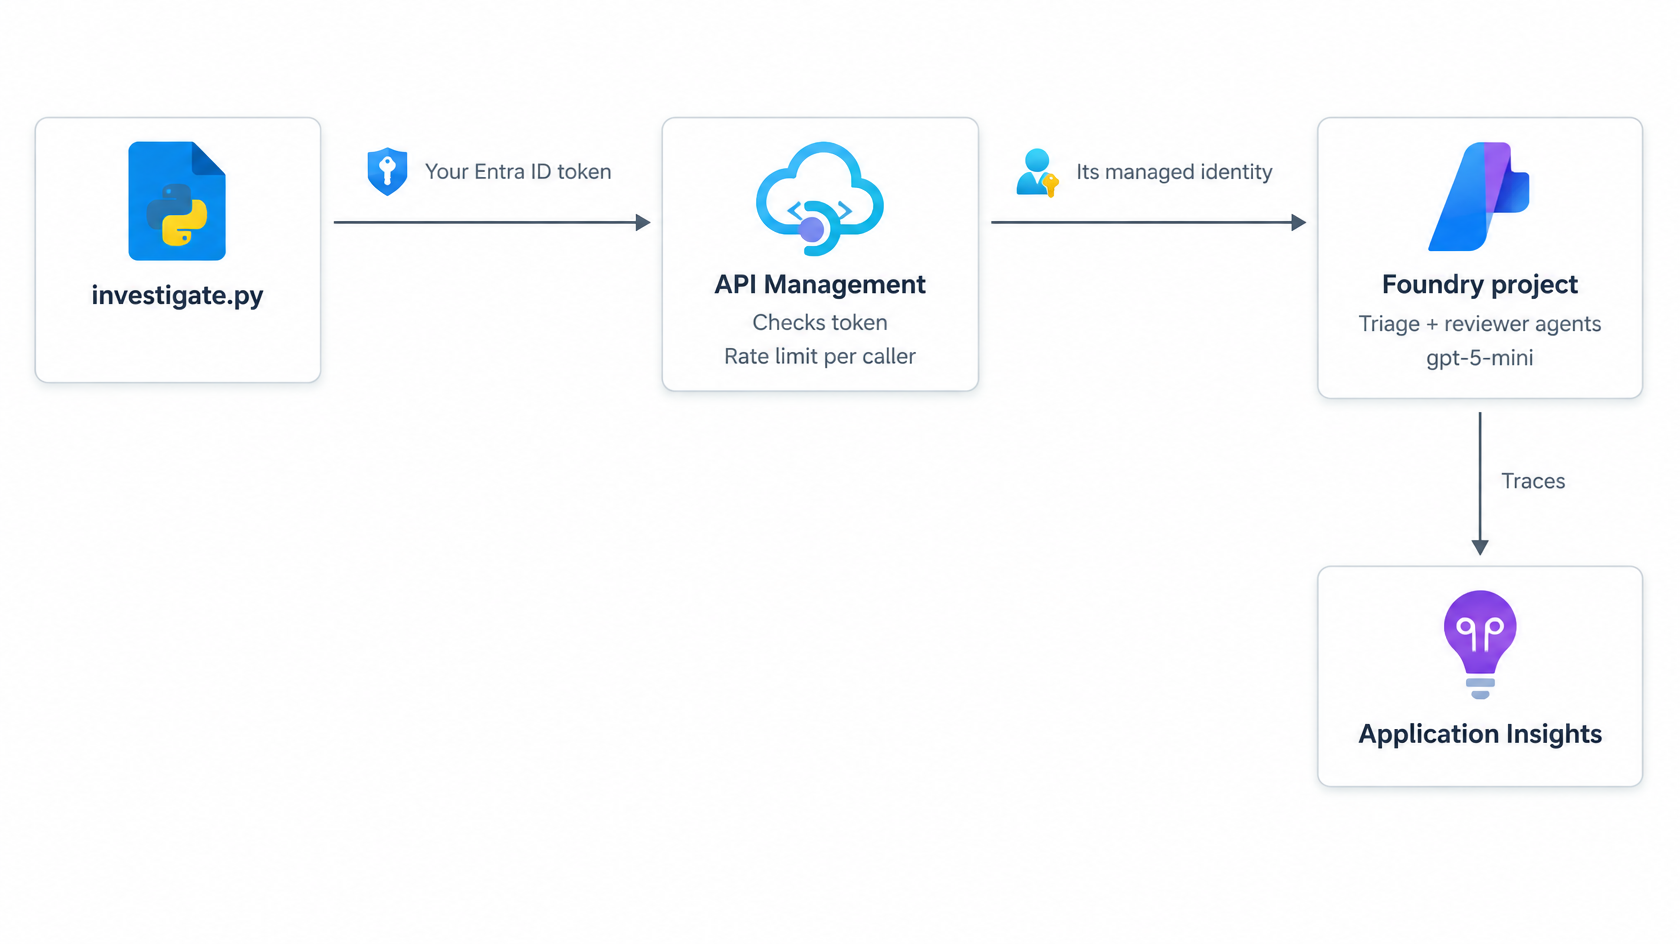 investigate.py
Your Entra ID token
API Management
Checks token
Rate limit per caller
Its managed identity
Foundry project
Triage + reviewer agents
gpt-5-mini
Traces
Application Insights